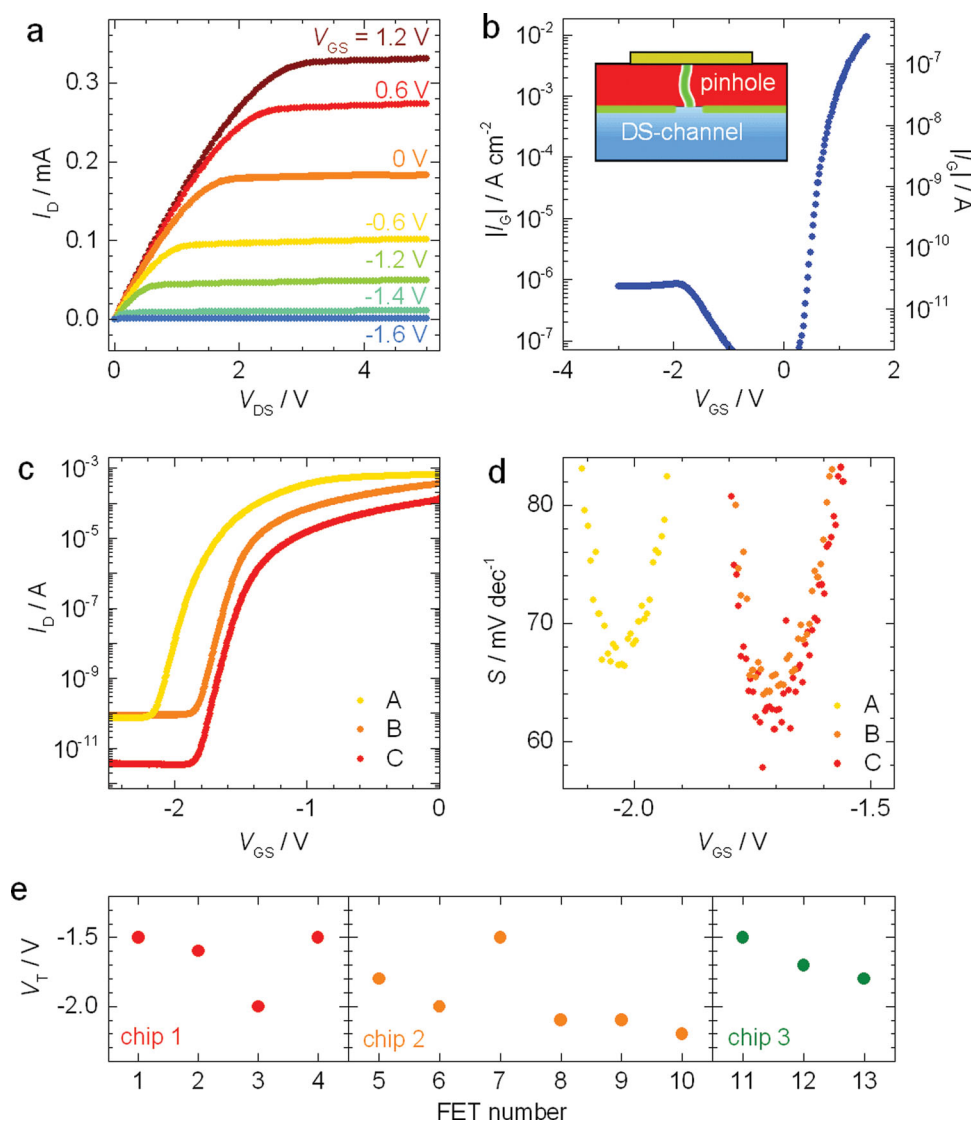 a
V_GS = 1.2 V
0.6 V
0 V
-0.6 V
-1.2 V
-1.4 V
-1.6 V
I_D / mA
0.3
0.2
0.1
0.0
0 2 4
V_DS / V
b
|I_G| / A cm⁻²
10⁻²
10⁻³
10⁻⁴
10⁻⁵
10⁻⁶
10⁻⁷
pinhole
DS-channel
10⁻⁷
10⁻⁸
10⁻⁹
10⁻¹⁰
10⁻¹¹
|I_G| / A
-4 -2 0 2
V_GS / V
c
I_D / A
10⁻³
10⁻⁵
10⁻⁷
10⁻⁹
10⁻¹¹
A
B
C
-2 -1 0
V_GS / V
d
S / mV dec⁻¹
80
70
60
A
B
C
-2.0 -1.5
V_GS / V
e
V_T / V
-1.5
-2.0
chip 1 chip 2 chip 3
1 2 3 4 5 6 7 8 9 10 11 12 13
FET number